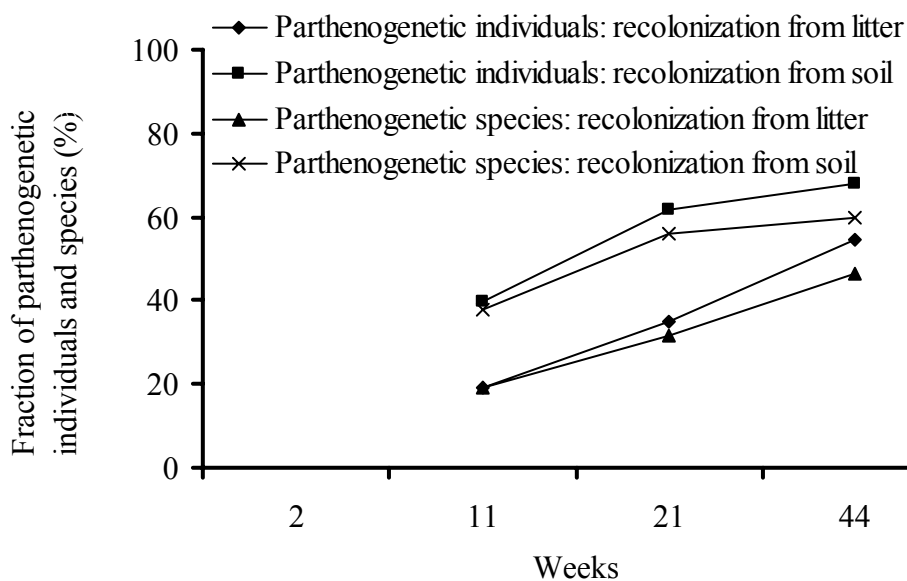 Parthenogenetic individuals: recolonization from litter
Parthenogenetic individuals: recolonization from soil
Parthenogenetic species: recolonization from litter
Parthenogenetic species: recolonization from soil
Fraction of parthenogenetic
individuals and species (%)
100
80
60
40
20
0
2 11 21 44
Weeks